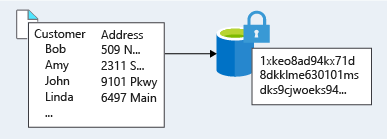 Customer Address
Bob 509 N...
Amy 2311 S...
John 9101 Pkwy
Linda 6497 Main
...
1xkeo8ad94kx71d
8dkklme630101ms
dks9cjwoeks94...